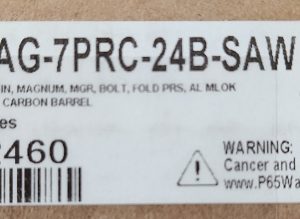 AG-7PRC-24B-SAW
IN, MAGNUM, MGR, BOLT, FOLD PRS, AL MLOK
CARBON BARREL
es
2460
WARNING:
Cancer and
www.P65Wa